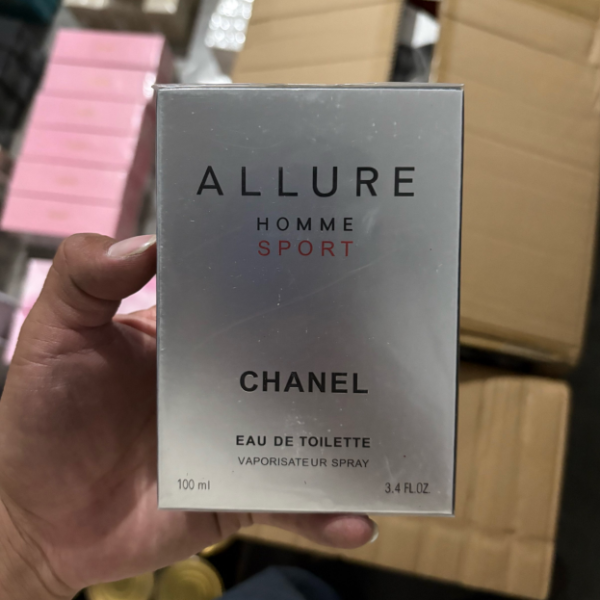 ALLURE
HOMME
SPORT
CHANEL
EAU DE TOILETTE
VAPORISATEUR SPRAY
100 ml 3.4 FL.OZ.